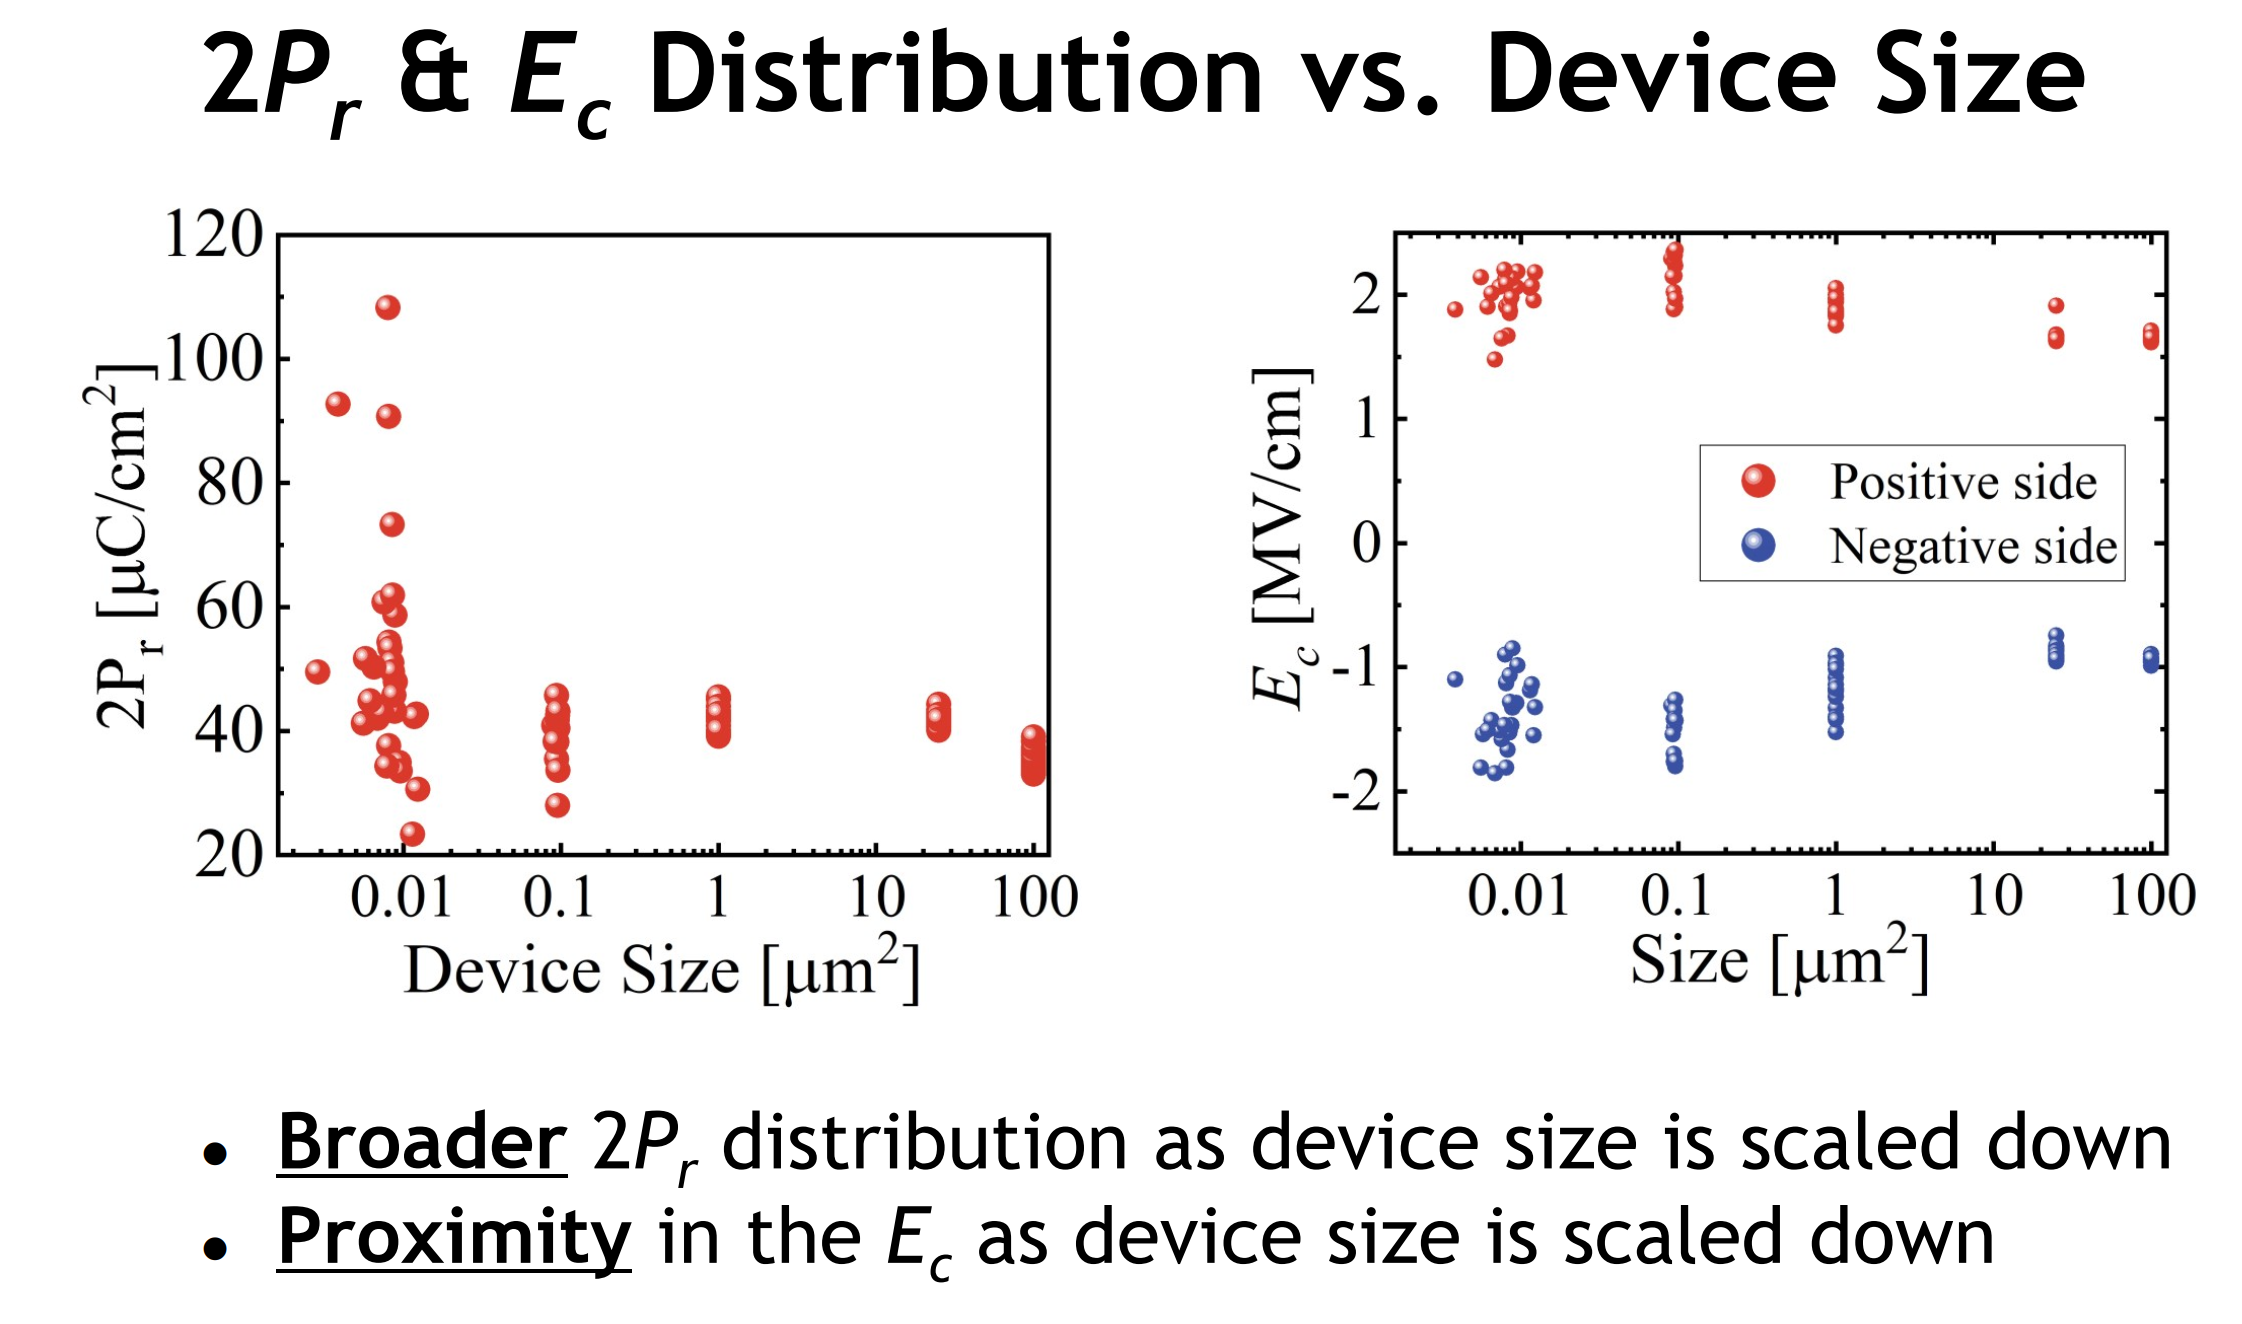 2Pr & Ec Distribution vs. Device Size
120
100
80
60
40
20
2Pr [μC/cm²]
0.01 0.1 1 10 100
Device Size [μm²]
2
1
0
-1
-2
Ec [MV/cm]
Positive side
Negative side
0.01 0.1 1 10 100
Size [μm²]
• Broader 2Pr distribution as device size is scaled down
• Proximity in the Ec as device size is scaled down